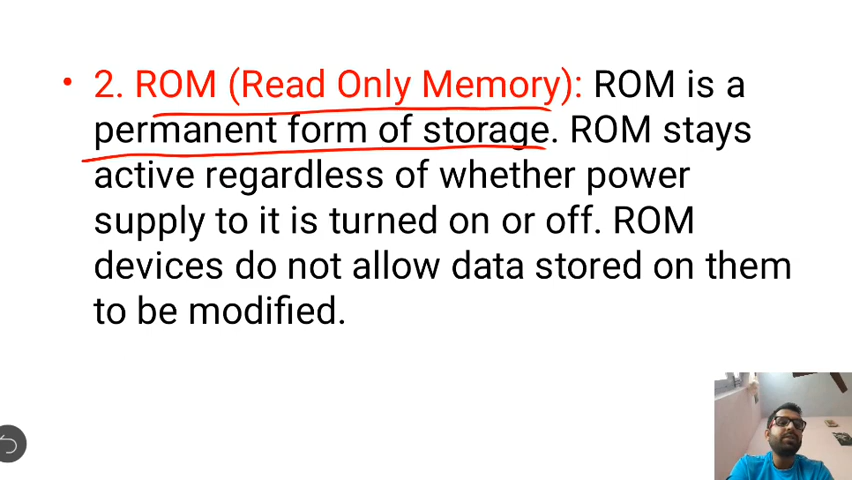 • 2. ROM (Read Only Memory): ROM is a
permanent form of storage. ROM stays
active regardless of whether power
supply to it is turned on or off. ROM
devices do not allow data stored on them
to be modified.